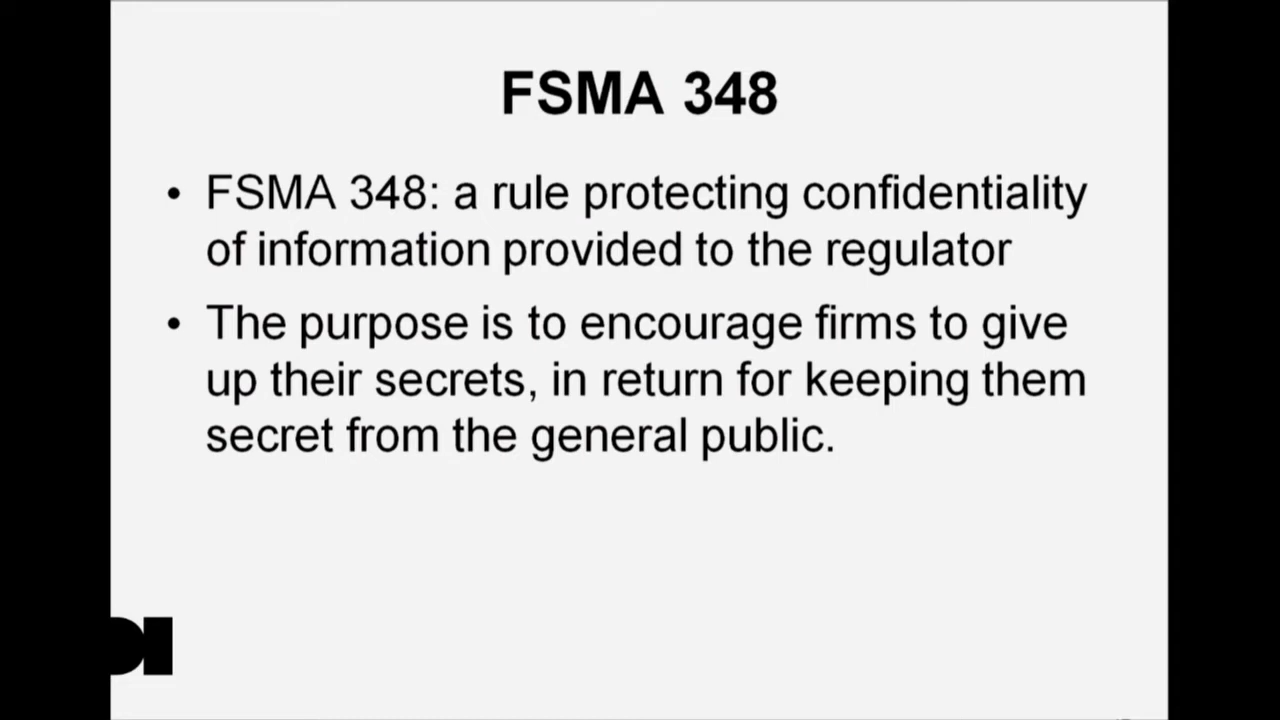 FSMA 348
• FSMA 348: a rule protecting confidentiality
of information provided to the regulator
• The purpose is to encourage firms to give
up their secrets, in return for keeping them
secret from the general public.